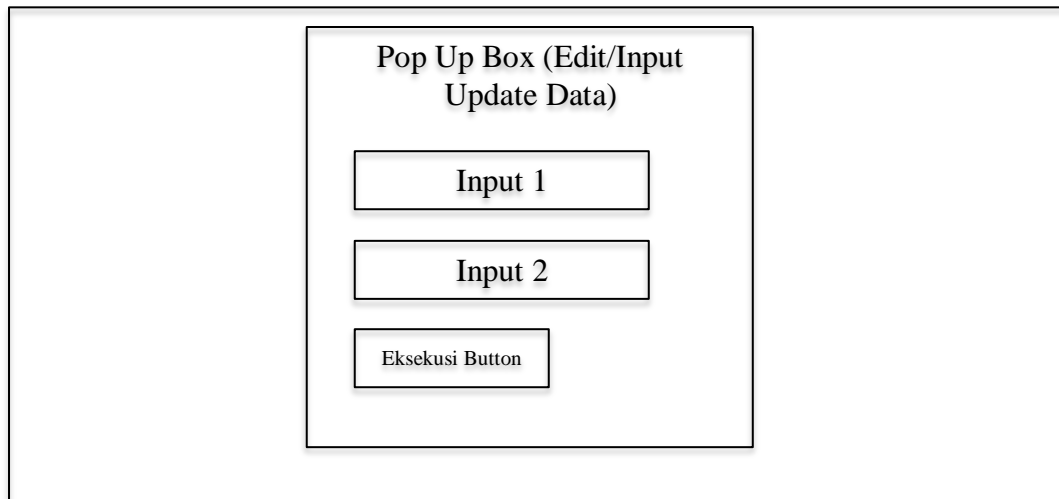 Pop Up Box (Edit/Input
Update Data)
Input 1
Input 2
Eksekusi Button